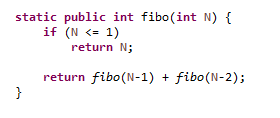 static public int fibo(int N) {
    if (N <= 1)
        return N;

    return fibo(N-1) + fibo(N-2);
}